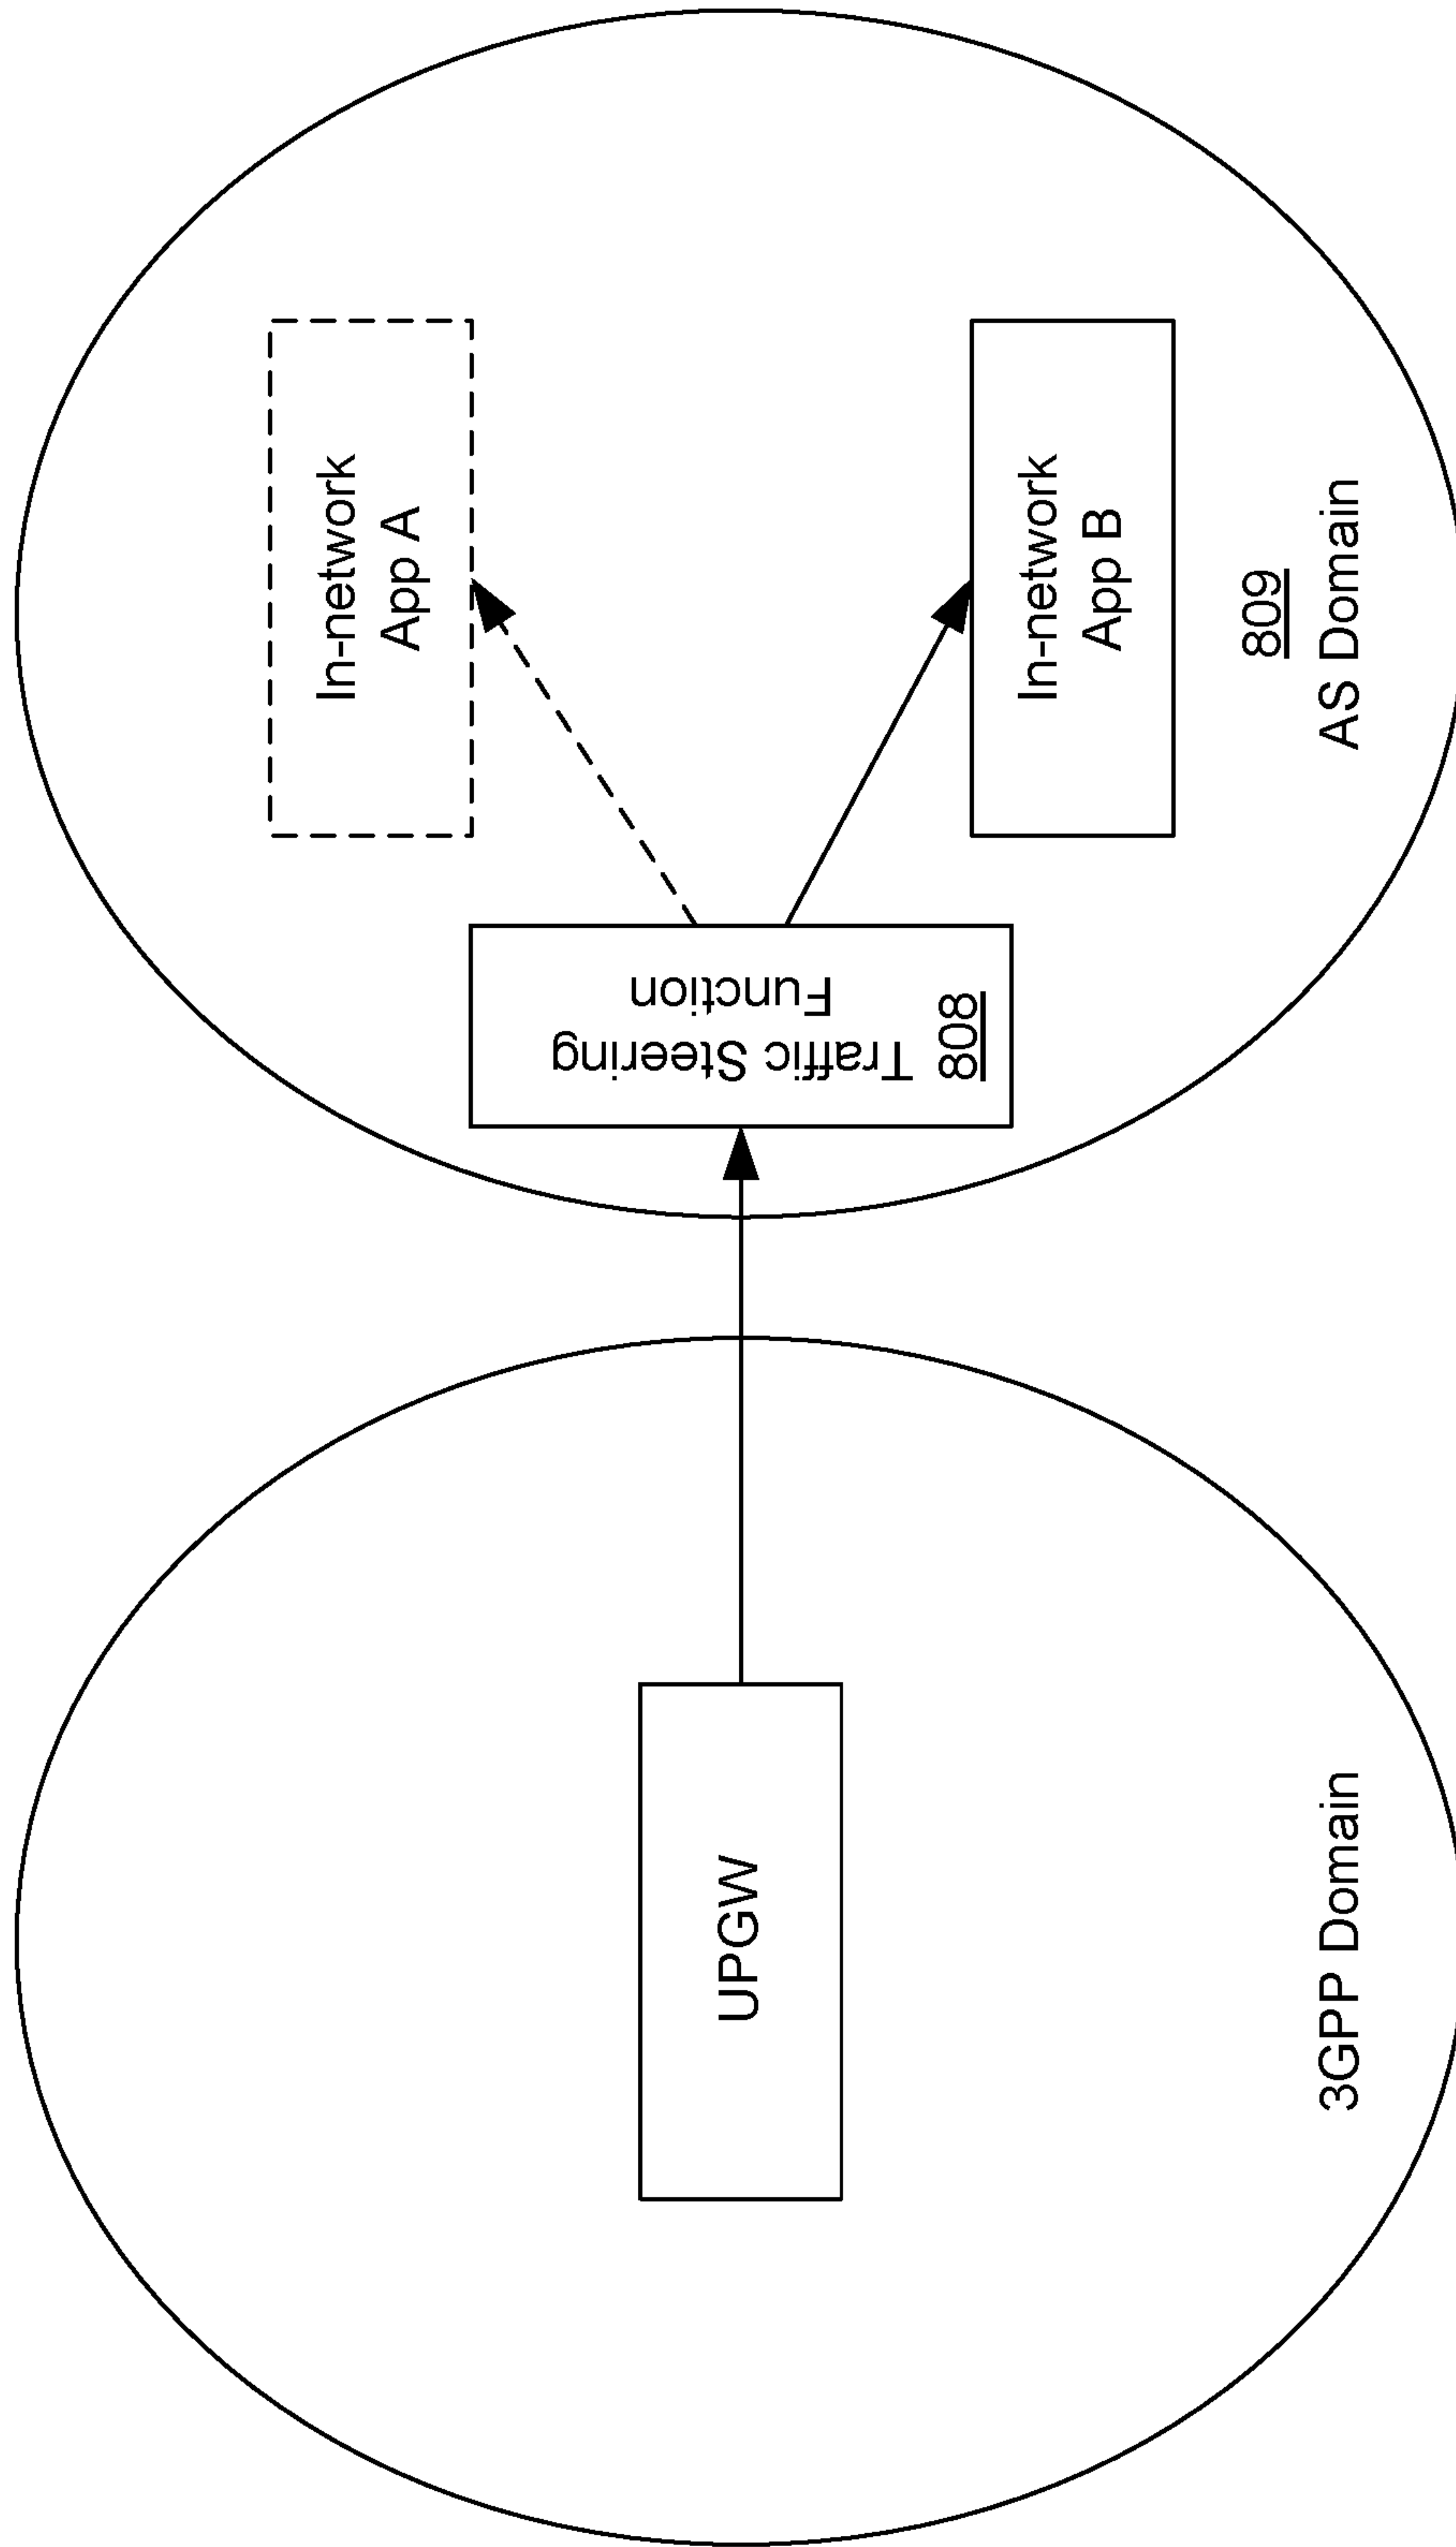 UPGW
3GPP Domain
Traffic Steering
Function
808
In-network
App A
In-network
App B
809
AS Domain